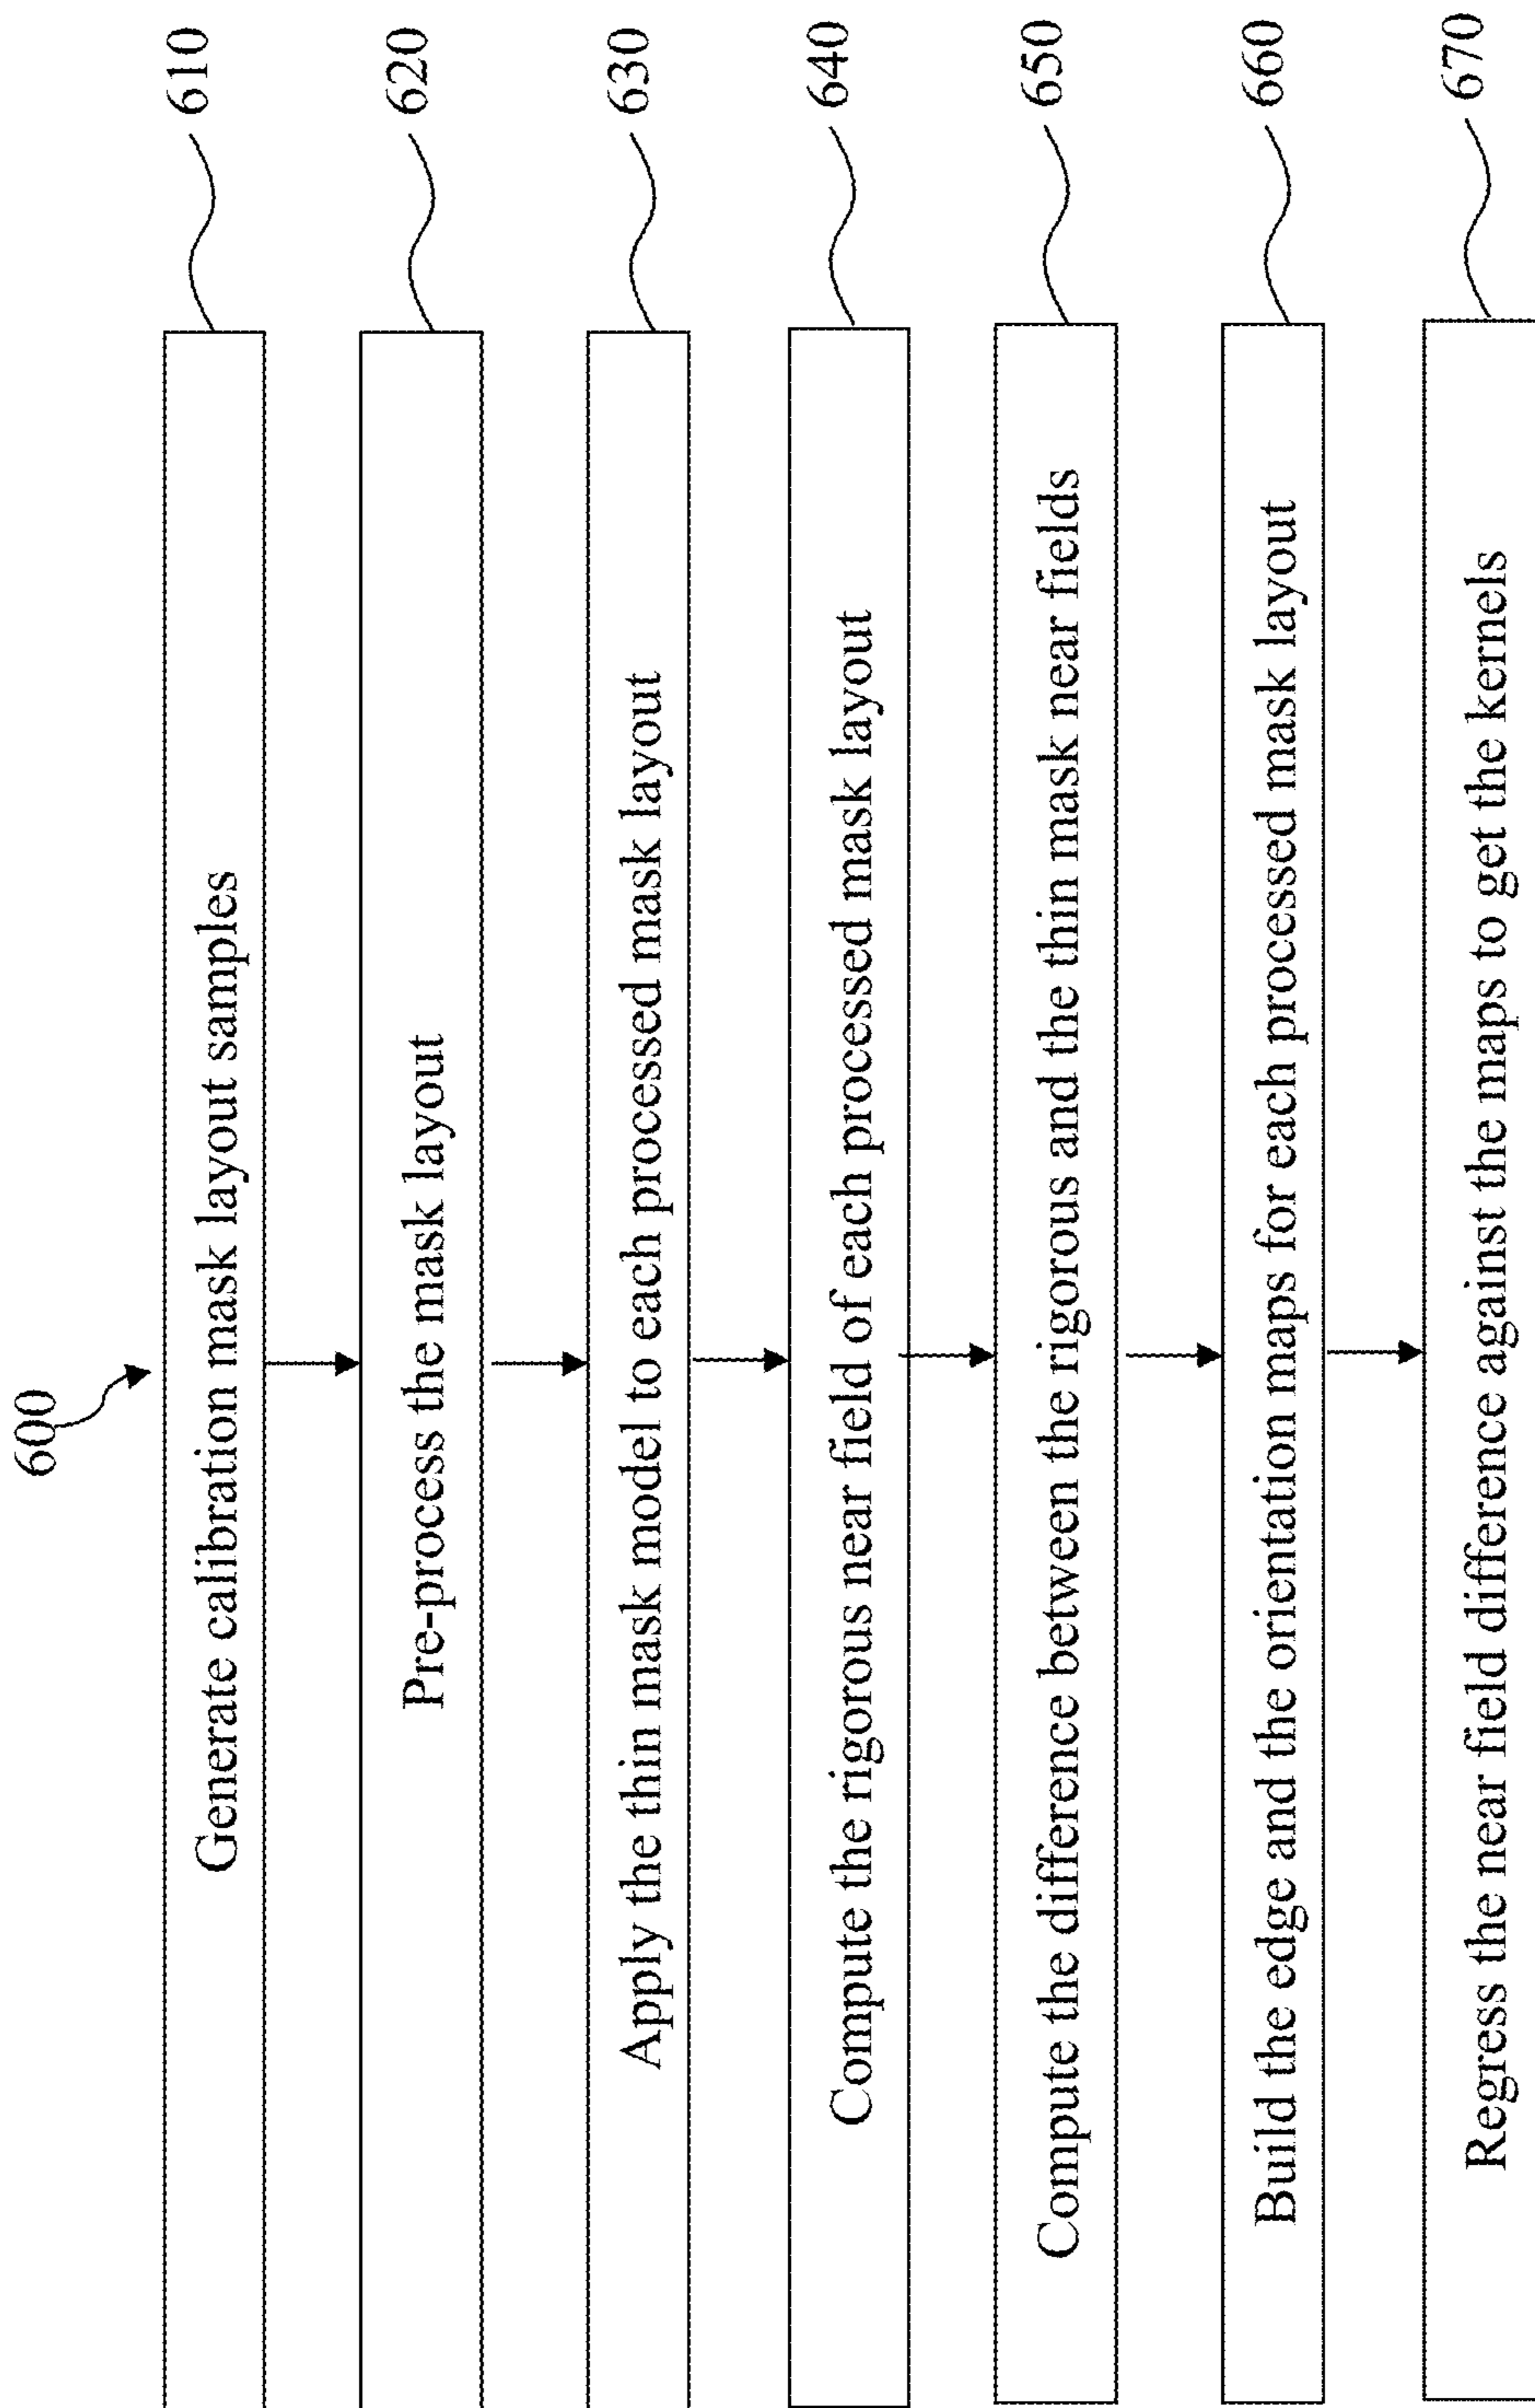 600
Generate calibration mask layout samples
610
Pre-process the mask layout
620
Apply the thin mask model to each processed mask layout
630
Compute the rigorous near field of each processed mask layout
640
Compute the difference between the rigorous and the thin mask near fields
650
Build the edge and the orientation maps for each processed mask layout
660
Regress the near field difference against the maps to get the kernels
670